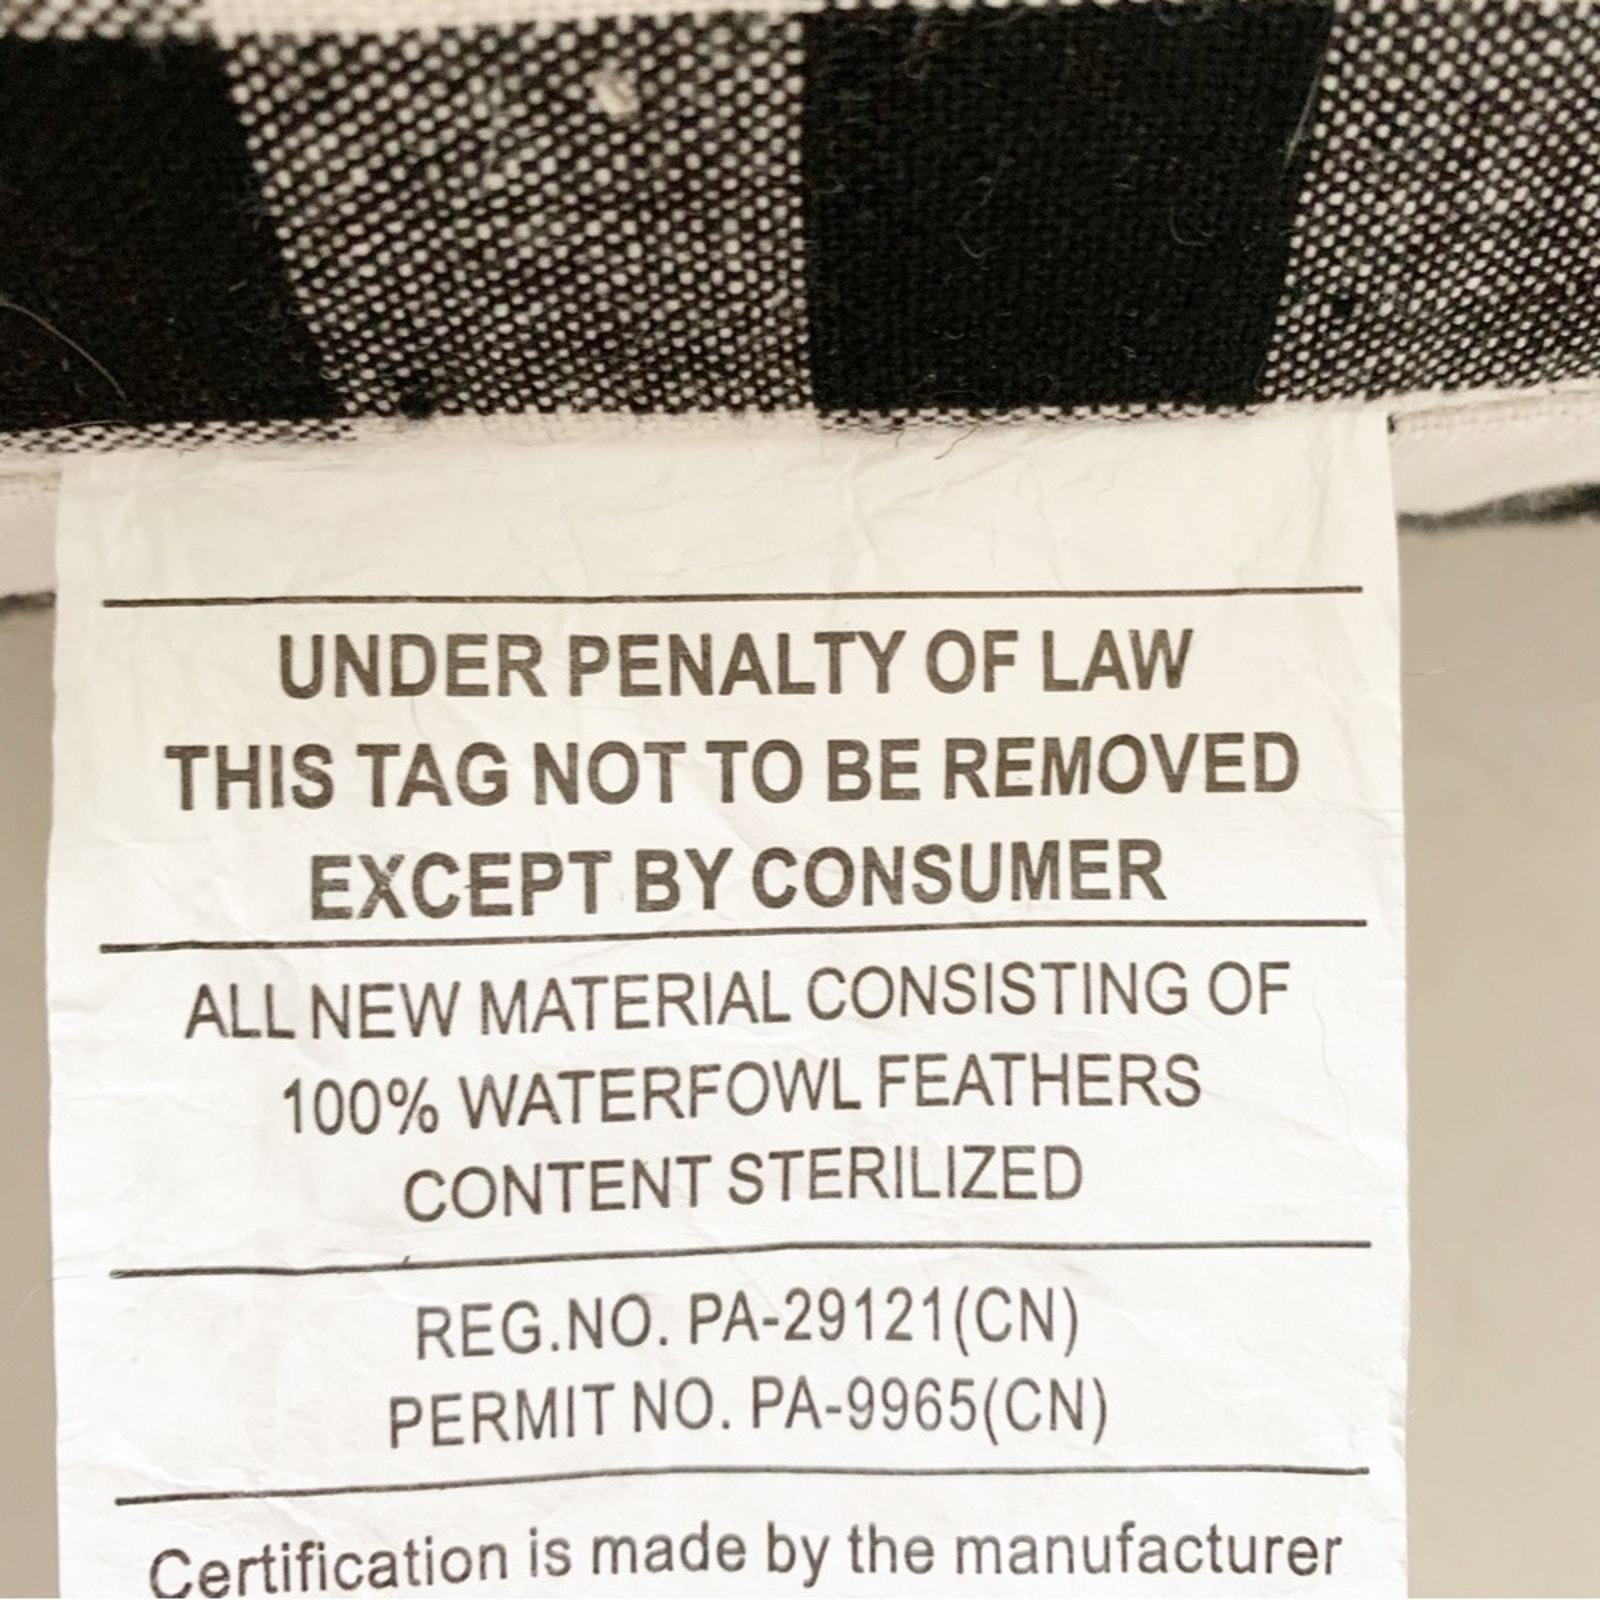 UNDER PENALTY OF LAW
THIS TAG NOT TO BE REMOVED
EXCEPT BY CONSUMER
ALL NEW MATERIAL CONSISTING OF
100% WATERFOWL FEATHERS
CONTENT STERILIZED
REG.NO. PA-29121(CN)
PERMIT NO. PA-9965(CN)
Certification is made by the manufacturer